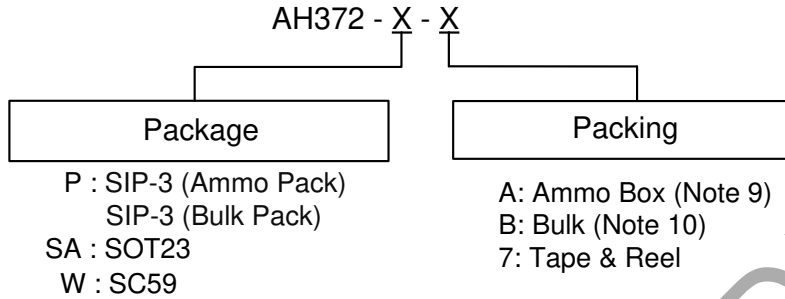 AH372 - X - X
Package
P : SIP-3 (Ammo Pack)
SIP-3 (Bulk Pack)
SA : SOT23
W : SC59
Packing
A: Ammo Box (Note 9)
B: Bulk (Note 10)
7: Tape & Reel